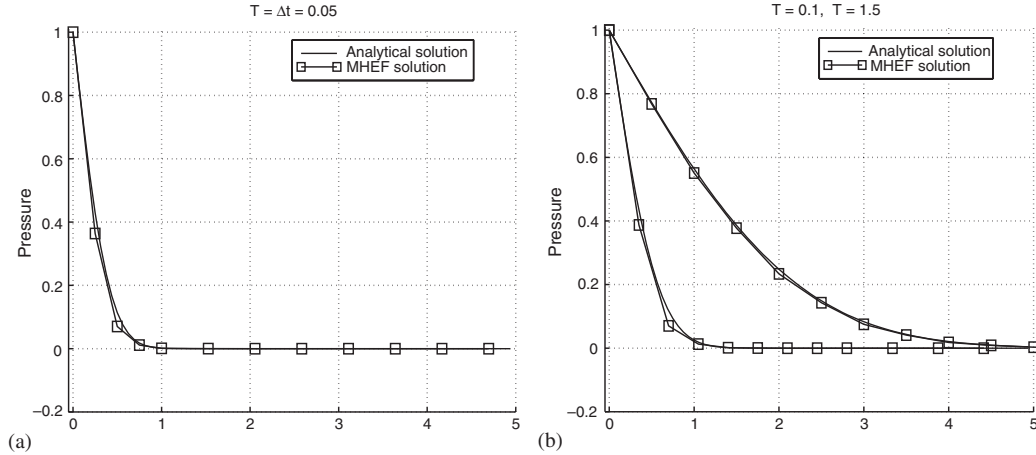 T = Δt = 0.05
1
0.8
0.6
0.4
0.2
0
−0.2
Pressure
Analytical solution
MHEF solution
0 1 2 3 4 5
(a)
T = 0.1, T = 1.5
1
0.8
0.6
0.4
0.2
0
−0.2
Pressure
Analytical solution
MHEF solution
0 1 2 3 4 5
(b)